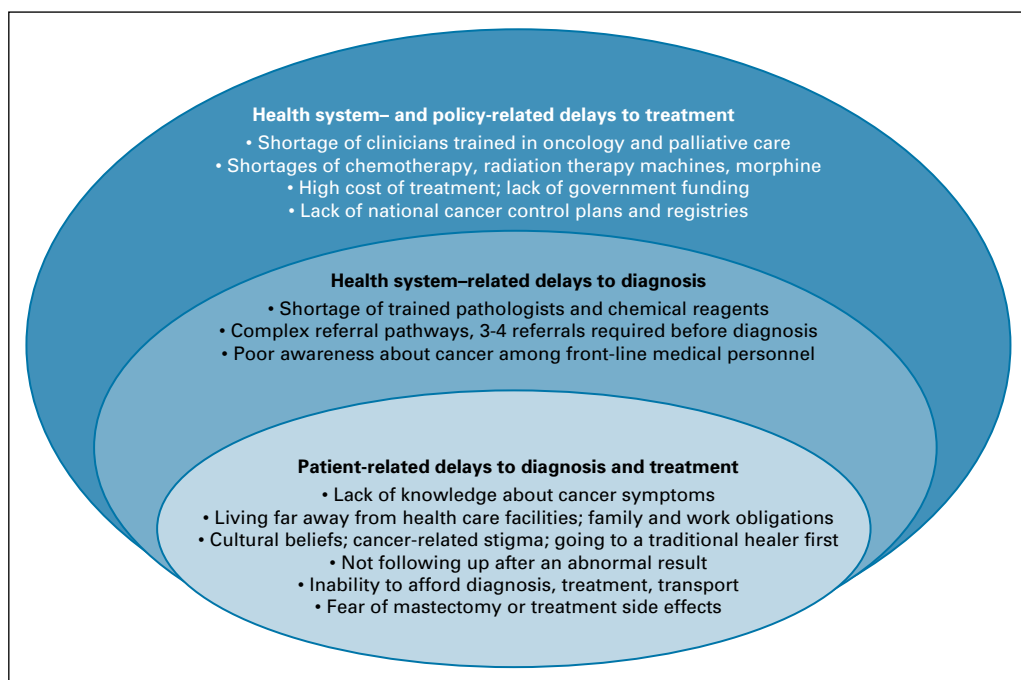 Health system– and policy-related delays to treatment
• Shortage of clinicians trained in oncology and palliative care
• Shortages of chemotherapy, radiation therapy machines, morphine
• High cost of treatment; lack of government funding
• Lack of national cancer control plans and registries
Health system–related delays to diagnosis
• Shortage of trained pathologists and chemical reagents
• Complex referral pathways, 3-4 referrals required before diagnosis
• Poor awareness about cancer among front-line medical personnel
Patient-related delays to diagnosis and treatment
• Lack of knowledge about cancer symptoms
• Living far away from health care facilities; family and work obligations
• Cultural beliefs; cancer-related stigma; going to a traditional healer first
• Not following up after an abnormal result
• Inability to afford diagnosis, treatment, transport
• Fear of mastectomy or treatment side effects